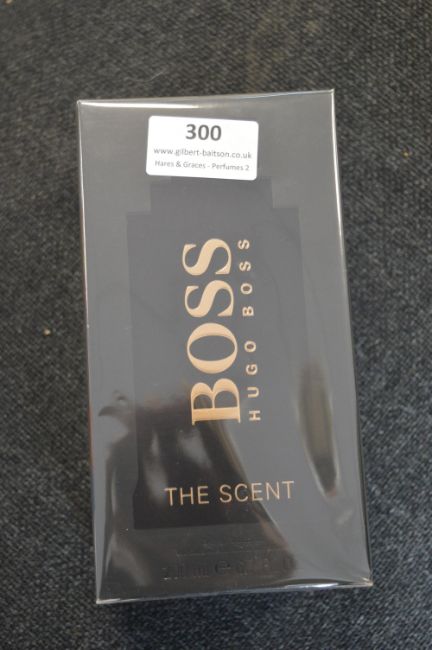 300
www.gilbert-baitson.co.uk
Hares & Graces - Perfumes 2
BOSS
HUGO BOSS
THE SCENT